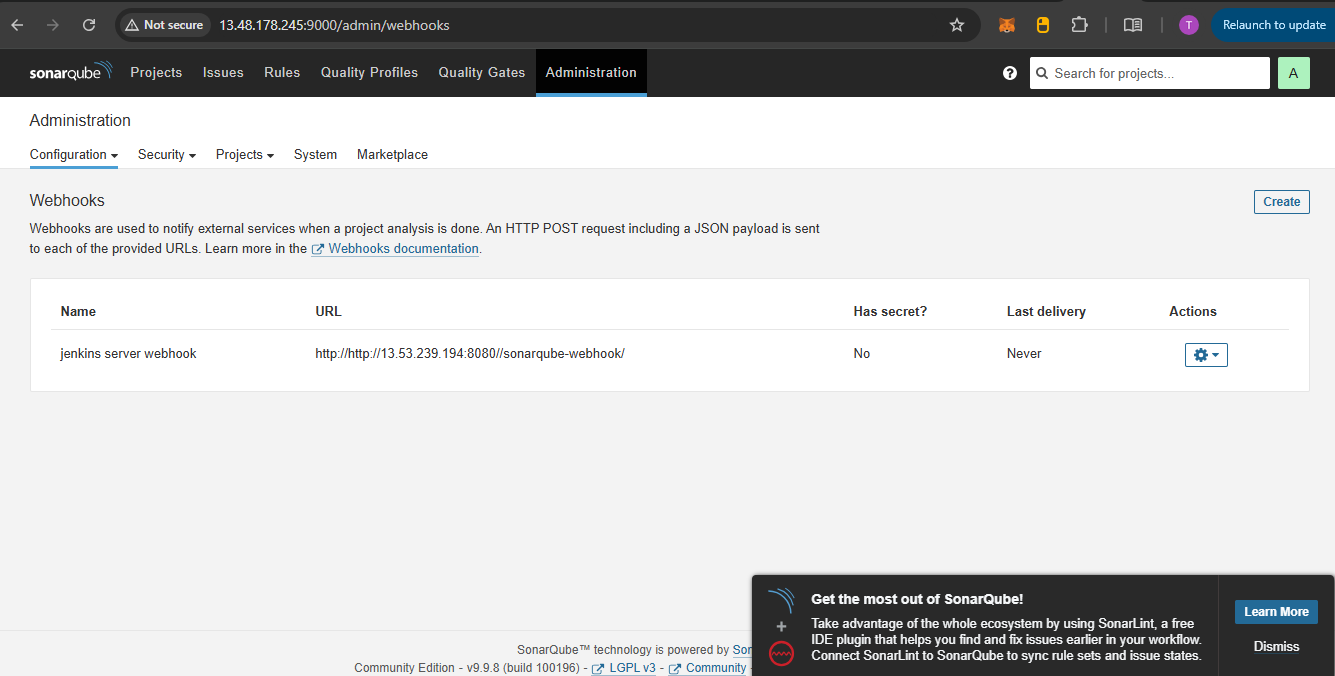 Not secure 13.48.178.245:9000/admin/webhooks T Relaunch to update
sonarqube Projects Issues Rules Quality Profiles Quality Gates Administration ? Search for projects... A
Administration
Configuration Security Projects System Marketplace
Webhooks Create
Webhooks are used to notify external services when a project analysis is done. An HTTP POST request including a JSON payload is sent
to each of the provided URLs. Learn more in the Webhooks documentation.
Name URL Has secret? Last delivery Actions
jenkins server webhook http://http://13.53.239.194:8080//sonarqube-webhook/ No Never
Get the most out of SonarQube!
Take advantage of the whole ecosystem by using SonarLint, a free
IDE plugin that helps you find and fix issues earlier in your workflow.
Connect SonarLint to SonarQube to sync rule sets and issue states.
Learn More
Dismiss
SonarQube™ technology is powered by Son
Community Edition - v9.9.8 (build 100196) - LGPL v3 - Community -